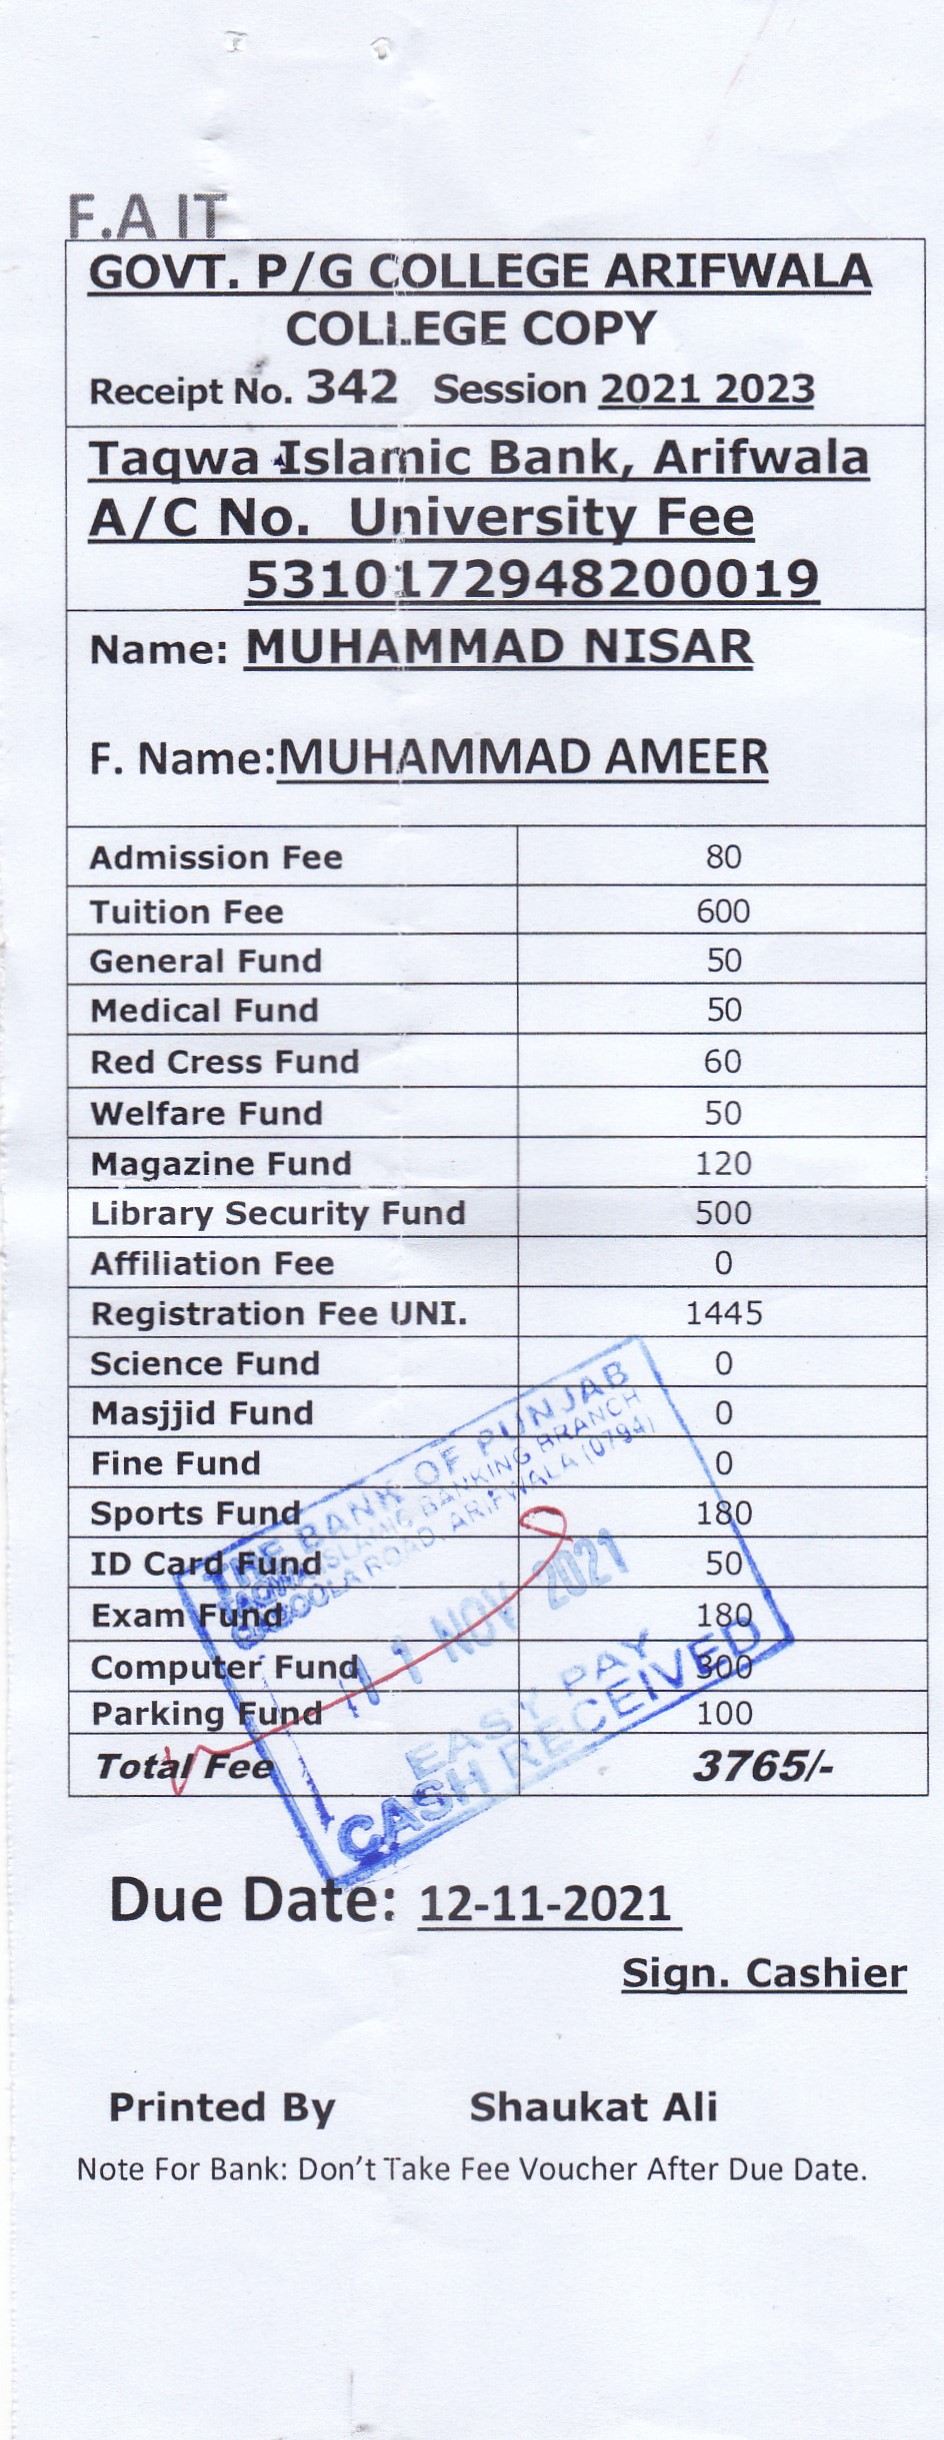 F.A IT
GOVT. P/G COLLEGE ARIFWALA
COLLEGE COPY
Receipt No. 342 Session 2021 2023
Taqwa Islamic Bank, Arifwala
A/C No. University Fee
5310172948200019
Name: MUHAMMAD NISAR
F. Name:MUHAMMAD AMEER
Admission Fee 80
Tuition Fee 600
General Fund 50
Medical Fund 50
Red Cress Fund 60
Welfare Fund 50
Magazine Fund 120
Library Security Fund 500
Affiliation Fee 0
Registration Fee UNI. 1445
Science Fund 0
Masjjid Fund 0
Fine Fund 0
Sports Fund 180
ID Card Fund 50
Exam Fund 180
Computer Fund 300
Parking Fund 100
Total Fee 3765/-
THE BANK OF PUNJAB
TAQWA ISLAMIC BANKING BRANCH
ROAD, ARIFWALA (0794)
11 NOV 2021
EASY PAY
CASH RECEIVED
Due Date: 12-11-2021
Sign. Cashier
Printed By Shaukat Ali
Note For Bank: Don't Take Fee Voucher After Due Date.